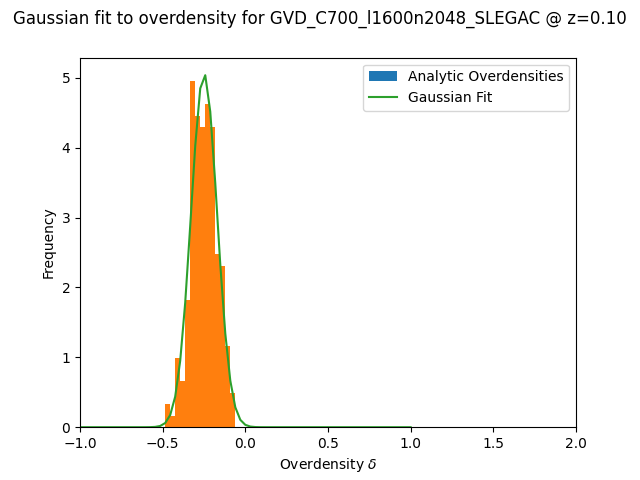 Gaussian fit to overdensity for GVD_C700_l1600n2048_SLEGAC @ z=0.10
Analytic Overdensities
Gaussian Fit
Frequency
5
4
3
2
1
0
−1.0 −0.5 0.0 0.5 1.0 1.5 2.0
Overdensity δ